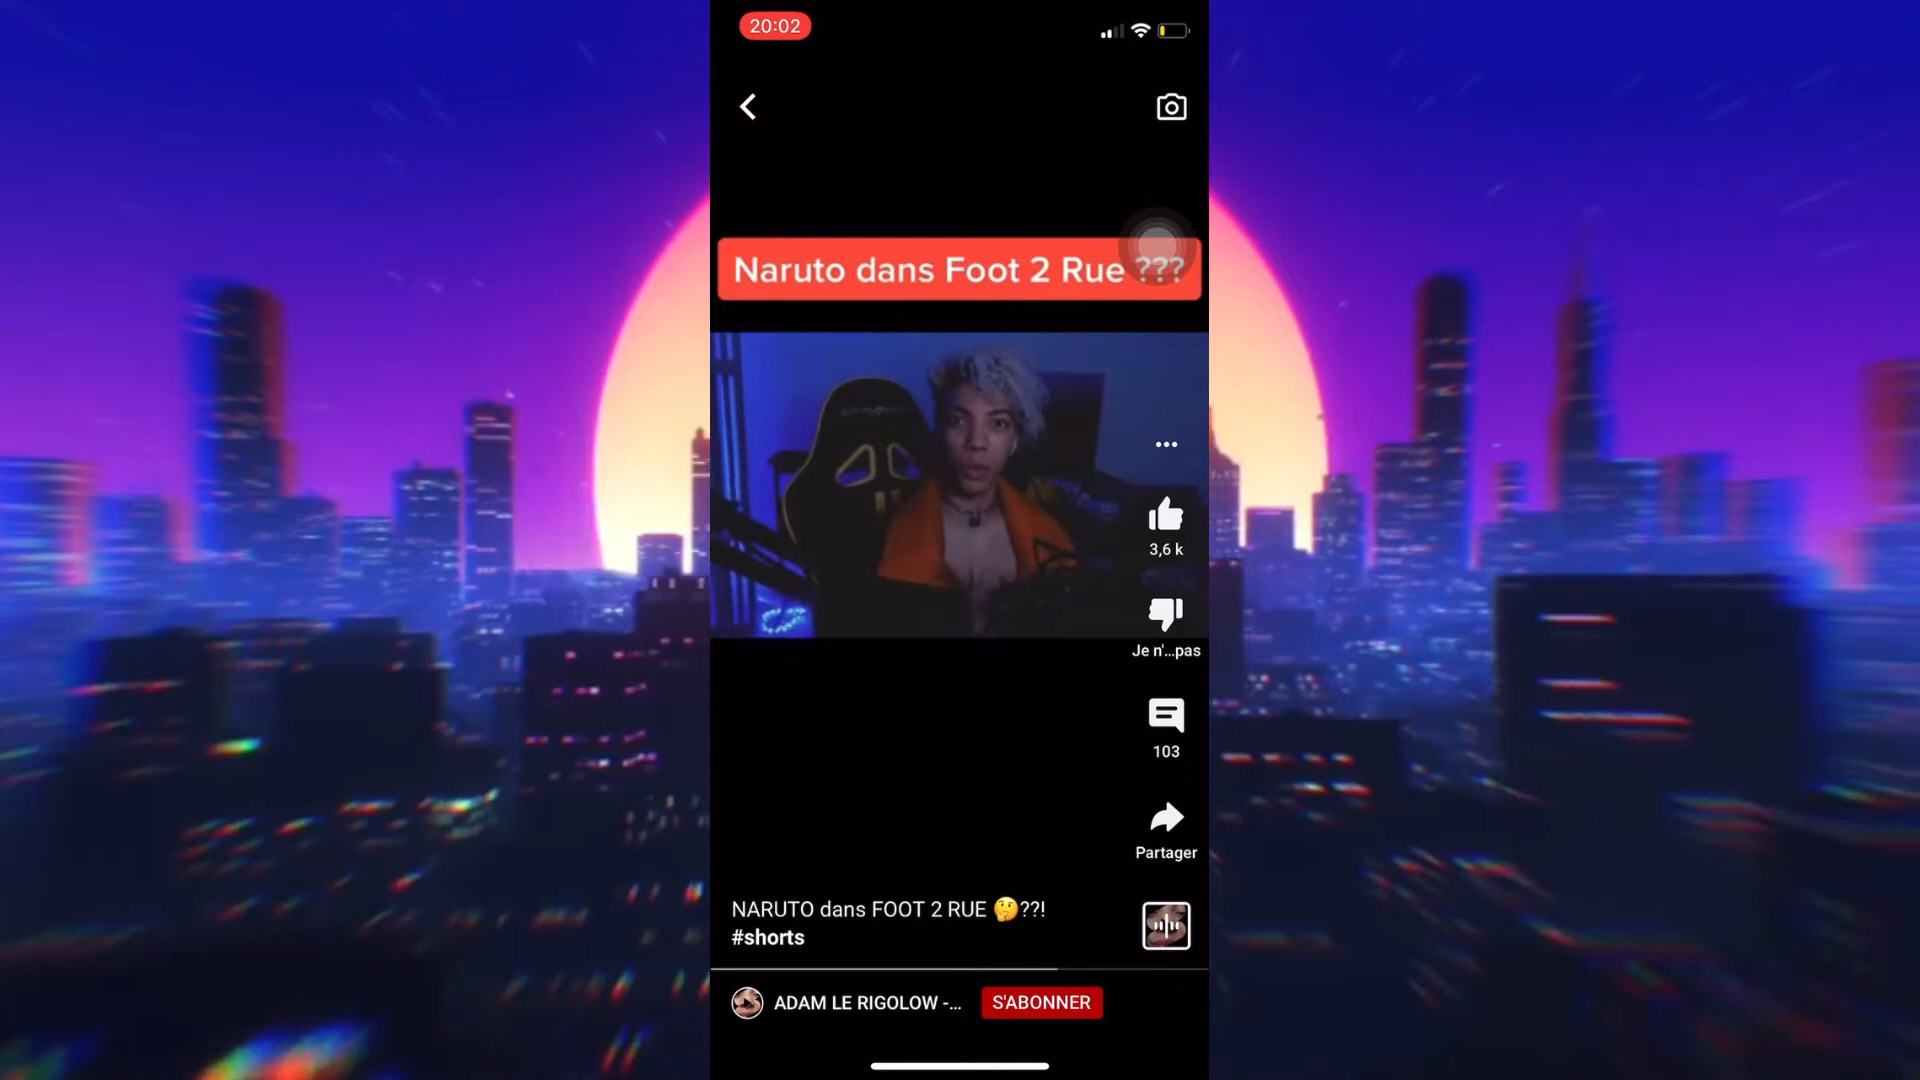 20:02
Naruto dans Foot 2 Rue ???
3,6 k
Je n'...pas
103
Partager
NARUTO dans FOOT 2 RUE 🤔??!
#shorts
ADAM LE RIGOLOW -...
S'ABONNER